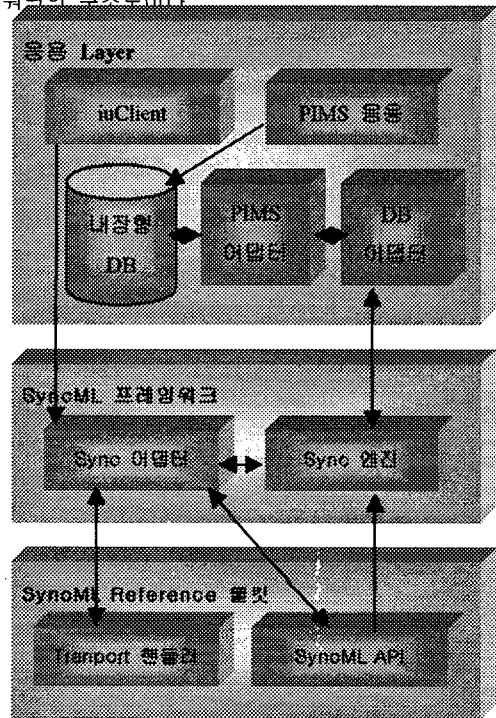 응용 Layer
iuClient
PIMS 응용
내장형
DB
PIMS
어댑터
DB
어댑터
SyncML 프레임워크
Sync 어댑터
Sync 엔진
SyncML Reference 툴킷
Tranport 핸들러
SyncML API